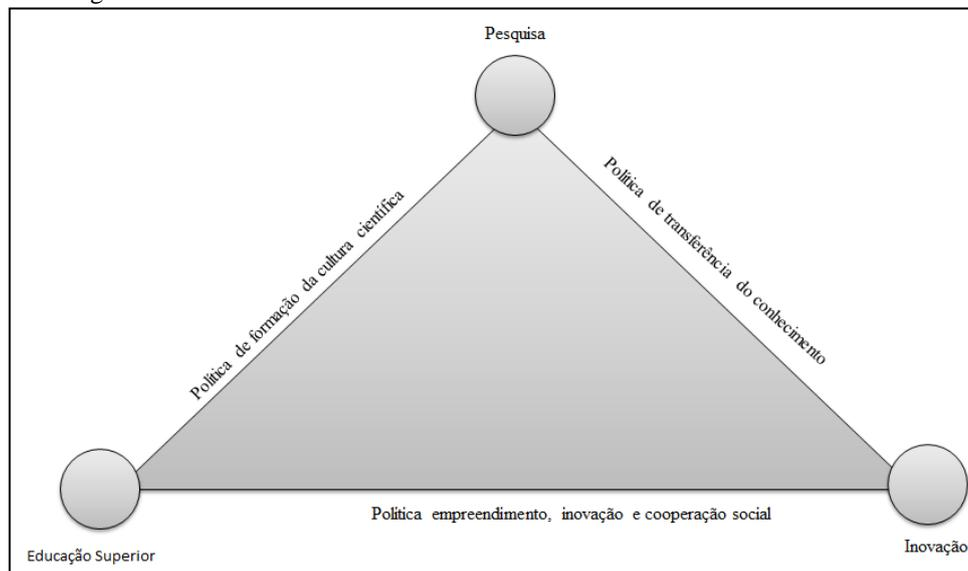 Pesquisa
Política de formação da cultura científica
Política de transferência do conhecimento
Política empreendimento, inovação e cooperação social
Educação Superior
Inovação